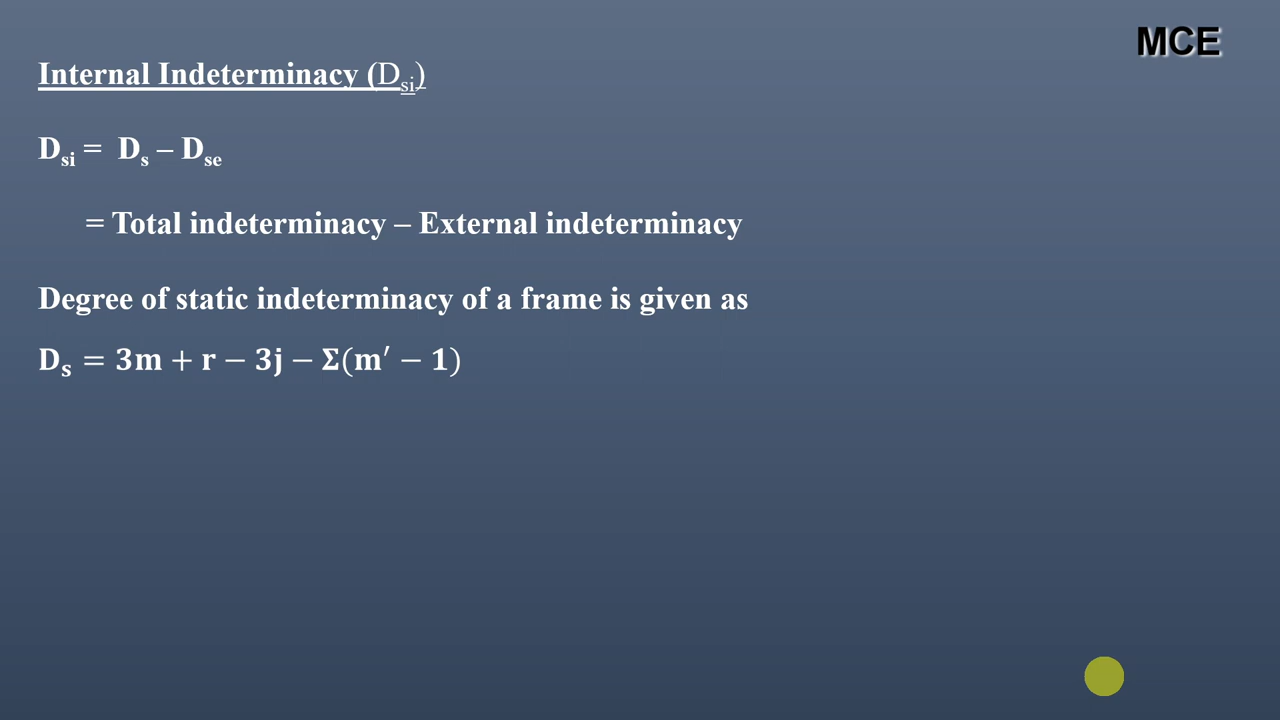 MCE
Internal Indeterminacy (Dsi)
Dsi = Ds – Dse
= Total indeterminacy – External indeterminacy
Degree of static indeterminacy of a frame is given as
Ds = 3m + r − 3j − Σ(m′ − 1)